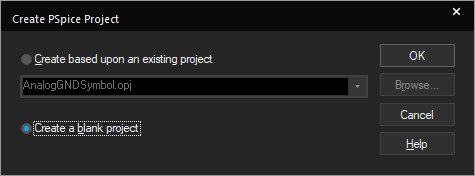 Create PSpice Project
Create based upon an existing project
OK
AnalogGNDSymbol.opj
Browse...
Cancel
Create a blank project
Help